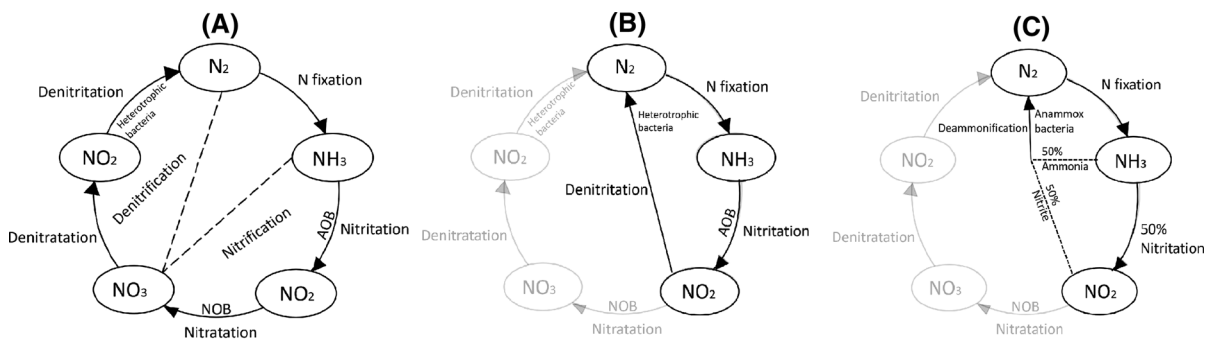 (A)
N2
N fixation
Denitritation
Heterotrophic
bacteria
NO2
NH3
Denitrification
Nitrification
AOB
Nitritation
Denitratation
NO3
NO2
NOB
Nitratation
(B)
N2
N fixation
Denitritation
Heterotrophic
bacteria
Heterotrophic
bacteria
NO2
NH3
Denitritation
AOB
Nitritation
Denitratation
NO3
NO2
NOB
Nitratation
(C)
N2
N fixation
Denitritation
Deammonification
Anammox
bacteria
NO2
50%
Ammonia
NH3
50%
Nitrite
50%
Nitritation
Denitratation
NO3
NO2
NOB
Nitratation